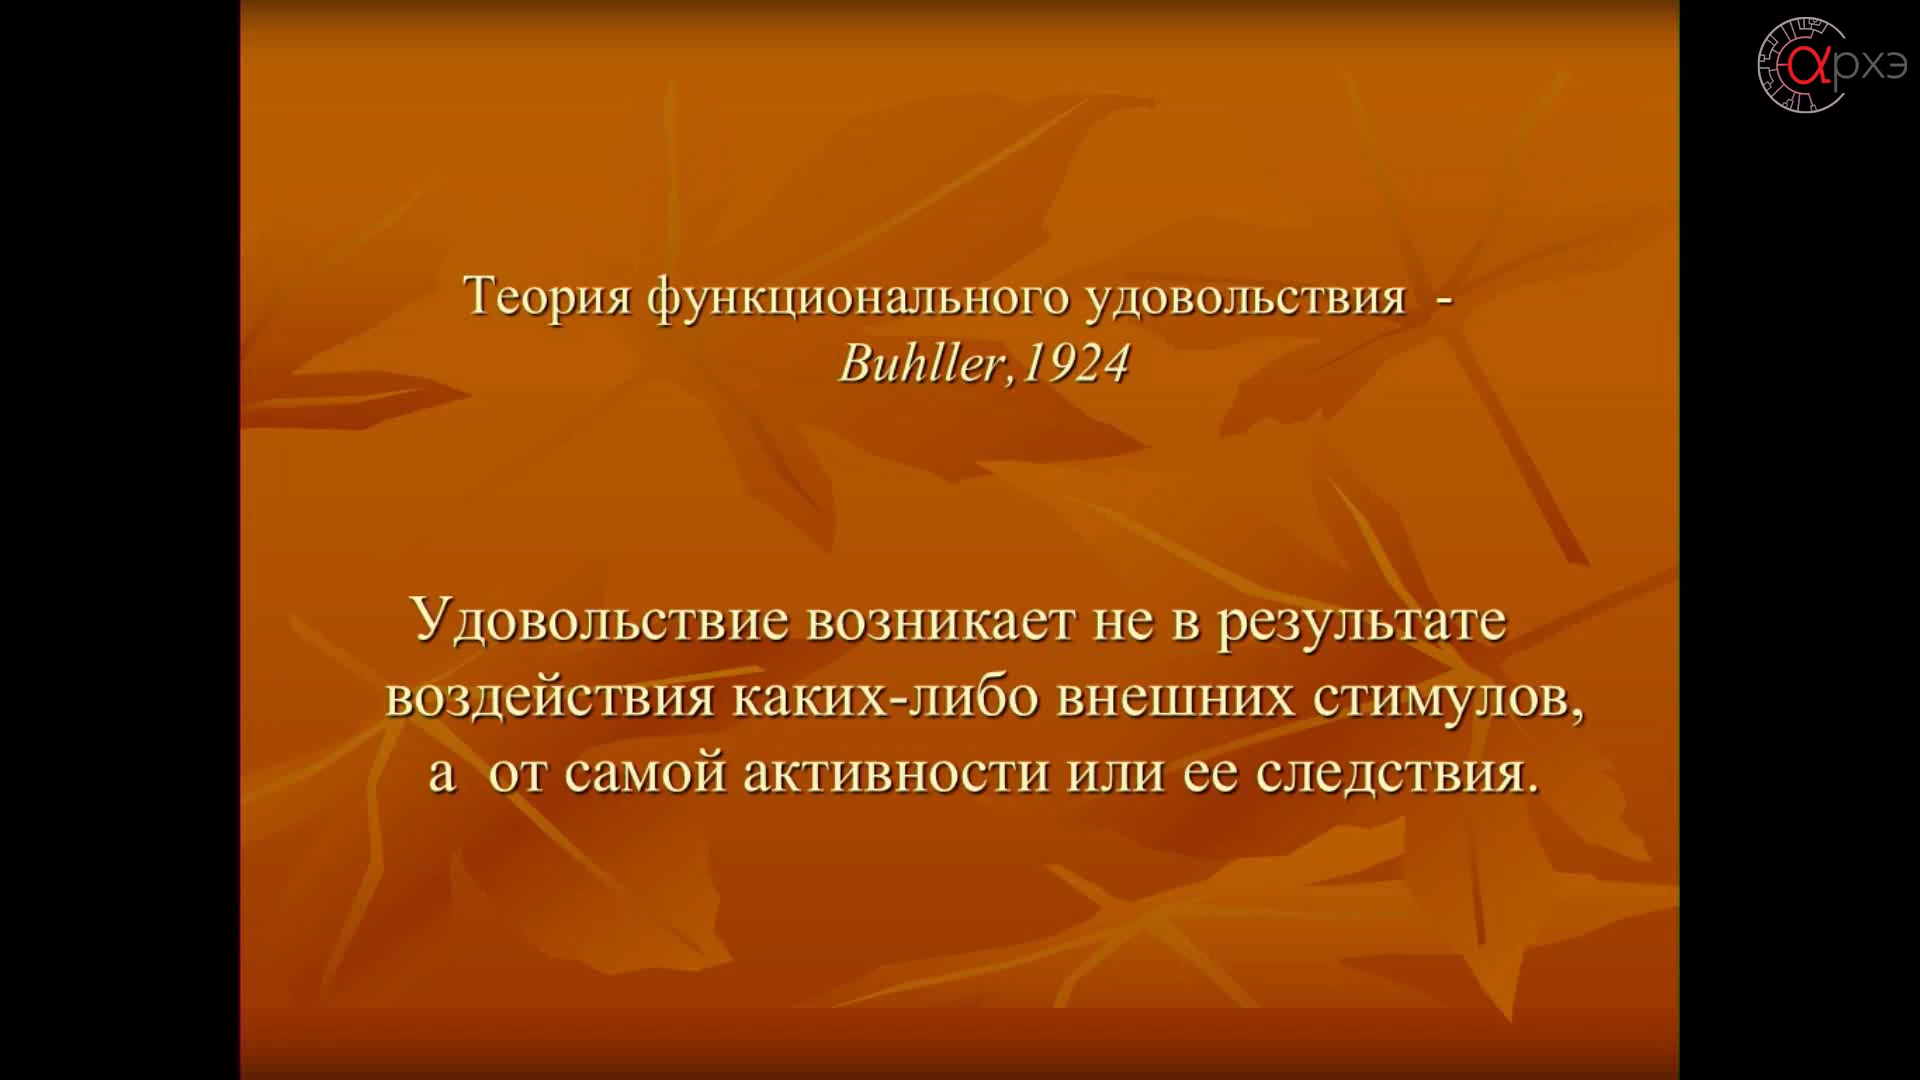 αрхэ
Теория функционального удовольствия -
Buhller,1924
Удовольствие возникает не в результате
воздействия каких-либо внешних стимулов,
а от самой активности или ее следствия.